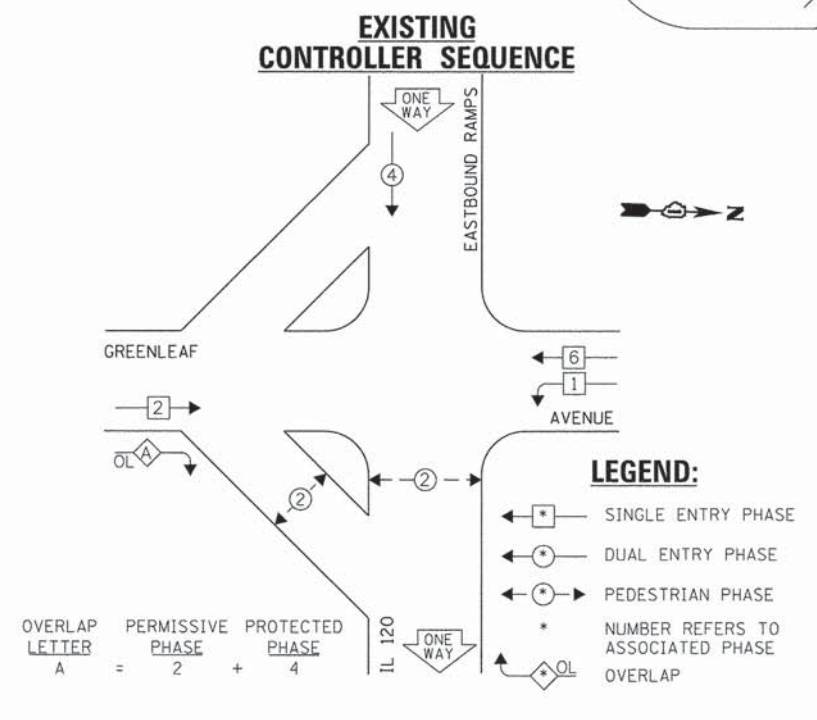 EXISTING
CONTROLLER SEQUENCE
ONE
WAY
EASTBOUND RAMPS
4
N
GREENLEAF
6
1
2
AVENUE
OL A
2
2
LEGEND:
* SINGLE ENTRY PHASE
* DUAL ENTRY PHASE
* PEDESTRIAN PHASE
* NUMBER REFERS TO
ASSOCIATED PHASE
* OL OVERLAP
OVERLAP PERMISSIVE PROTECTED
LETTER PHASE PHASE
A = 2 + 4
IL 120
ONE
WAY